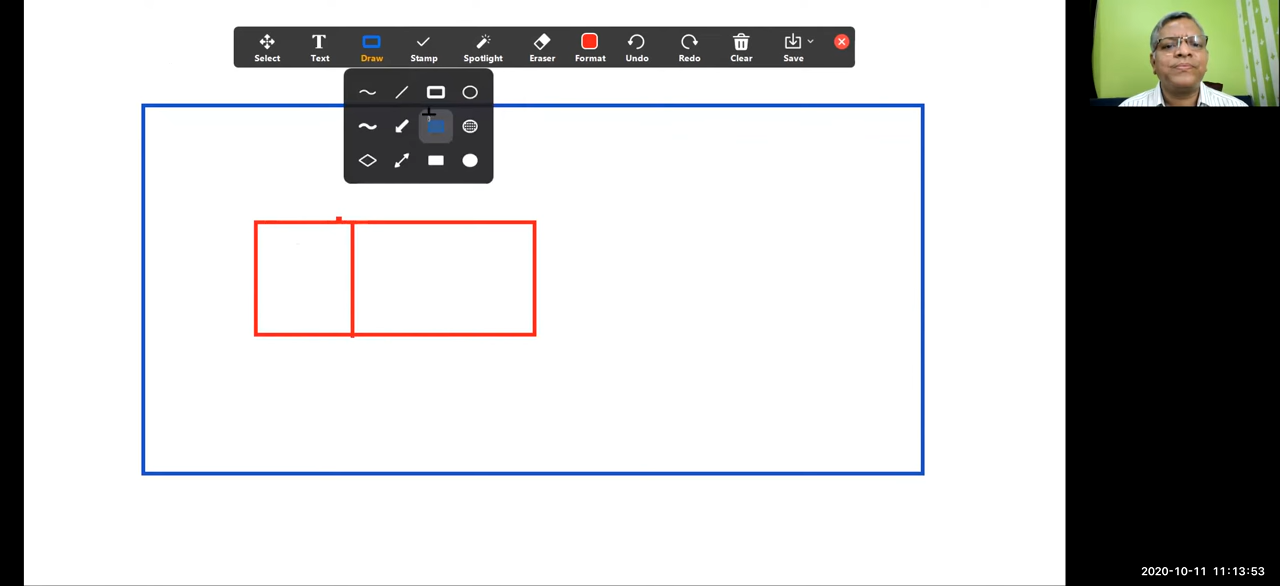 Select Text Draw Stamp Spotlight Eraser Format Undo Redo Clear Save
2020-10-11 11:13:53